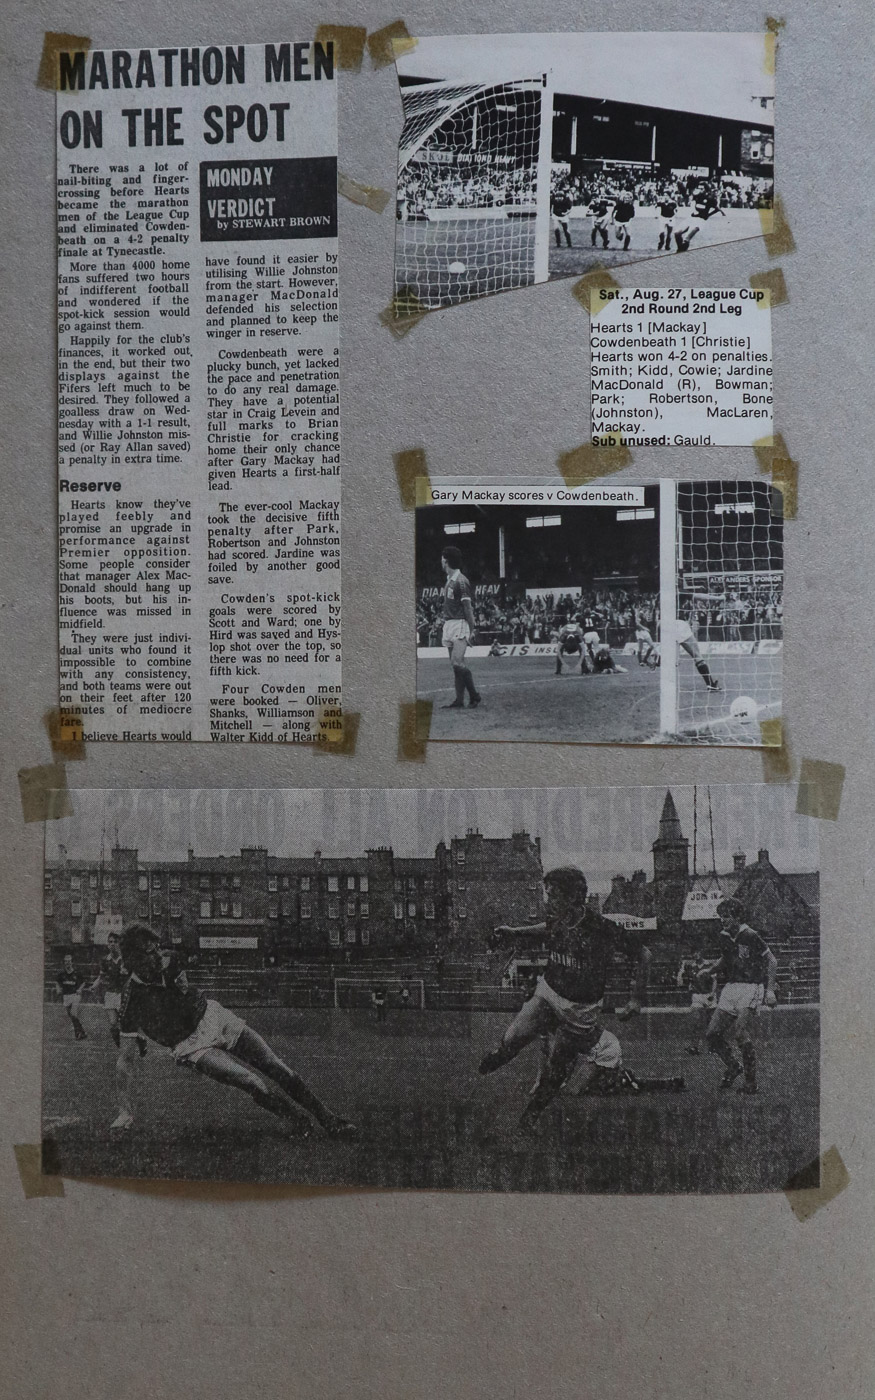 MARATHON MEN
ON THE SPOT
There was a lot of
nail-biting and finger-
crossing before Hearts
became the marathon
men of the League Cup
and eliminated Cowden-
beath on a 4-2 penalty
finale at Tynecastle.
More than 4000 home
fans suffered two hours
of indifferent football
and wondered if the
spot-kick session would
go against them.
Happily for the club's
finances, it worked out,
in the end, but their two
displays against the
Fifers left much to be
desired. They followed a
goalless draw on Wed-
nesday with a 1-1 result,
and Willie Johnston mis-
sed (or Ray Allan saved)
a penalty in extra time.
Reserve
Hearts know they've
played feebly and
promise an upgrade in
performance against
Premier opposition.
Some people consider
that manager Alex Mac-
Donald should hang up
his boots, but his in-
fluence was missed in
midfield.
They were just indivi-
dual units who found it
impossible to combine
with any consistency,
and both teams were out
on their feet after 120
minutes of mediocre
fare.
I believe Hearts would
MONDAY
VERDICT
by STEWART BROWN
have found it easier by
utilising Willie Johnston
from the start. However,
manager MacDonald
defended his selection
and planned to keep the
winger in reserve.
Cowdenbeath were a
plucky bunch, yet lacked
the pace and penetration
to do any real damage.
They have a potential
star in Craig Levein and
full marks to Brian
Christie for cracking
home their only chance
after Gary Mackay had
given Hearts a first-half
lead.
The ever-cool Mackay
took the decisive fifth
penalty after Park,
Robertson and Johnston
had scored. Jardine was
foiled by another good
save.
Cowden's spot-kick
goals were scored by
Scott and Ward; one by
Hird was saved and Hys-
lop shot over the top, so
there was no need for a
fifth kick.
Four Cowden men
were booked — Oliver,
Shanks, Williamson and
Mitchell — along with
Walter Kidd of Hearts.
SKOL DIAMOND HEAVY
Sat., Aug. 27, League Cup
2nd Round 2nd Leg
Hearts 1 [Mackay]
Cowdenbeath 1 [Christie]
Hearts won 4-2 on penalties.
Smith; Kidd, Cowie; Jardine
MacDonald (R), Bowman;
Park; Robertson, Bone
(Johnston), MacLaren,
Mackay.
Sub unused: Gauld.
Gary Mackay scores v Cowdenbeath.
HEAV
CIS INS
NEWS
JOIN IN